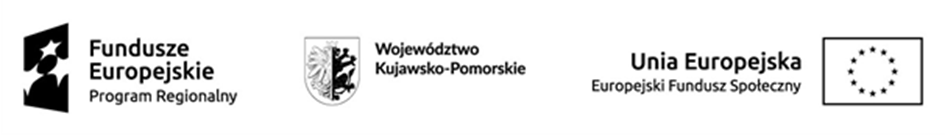 Fundusze
Europejskie
Program Regionalny
Województwo
Kujawsko-Pomorskie
Unia Europejska
Europejski Fundusz Społeczny